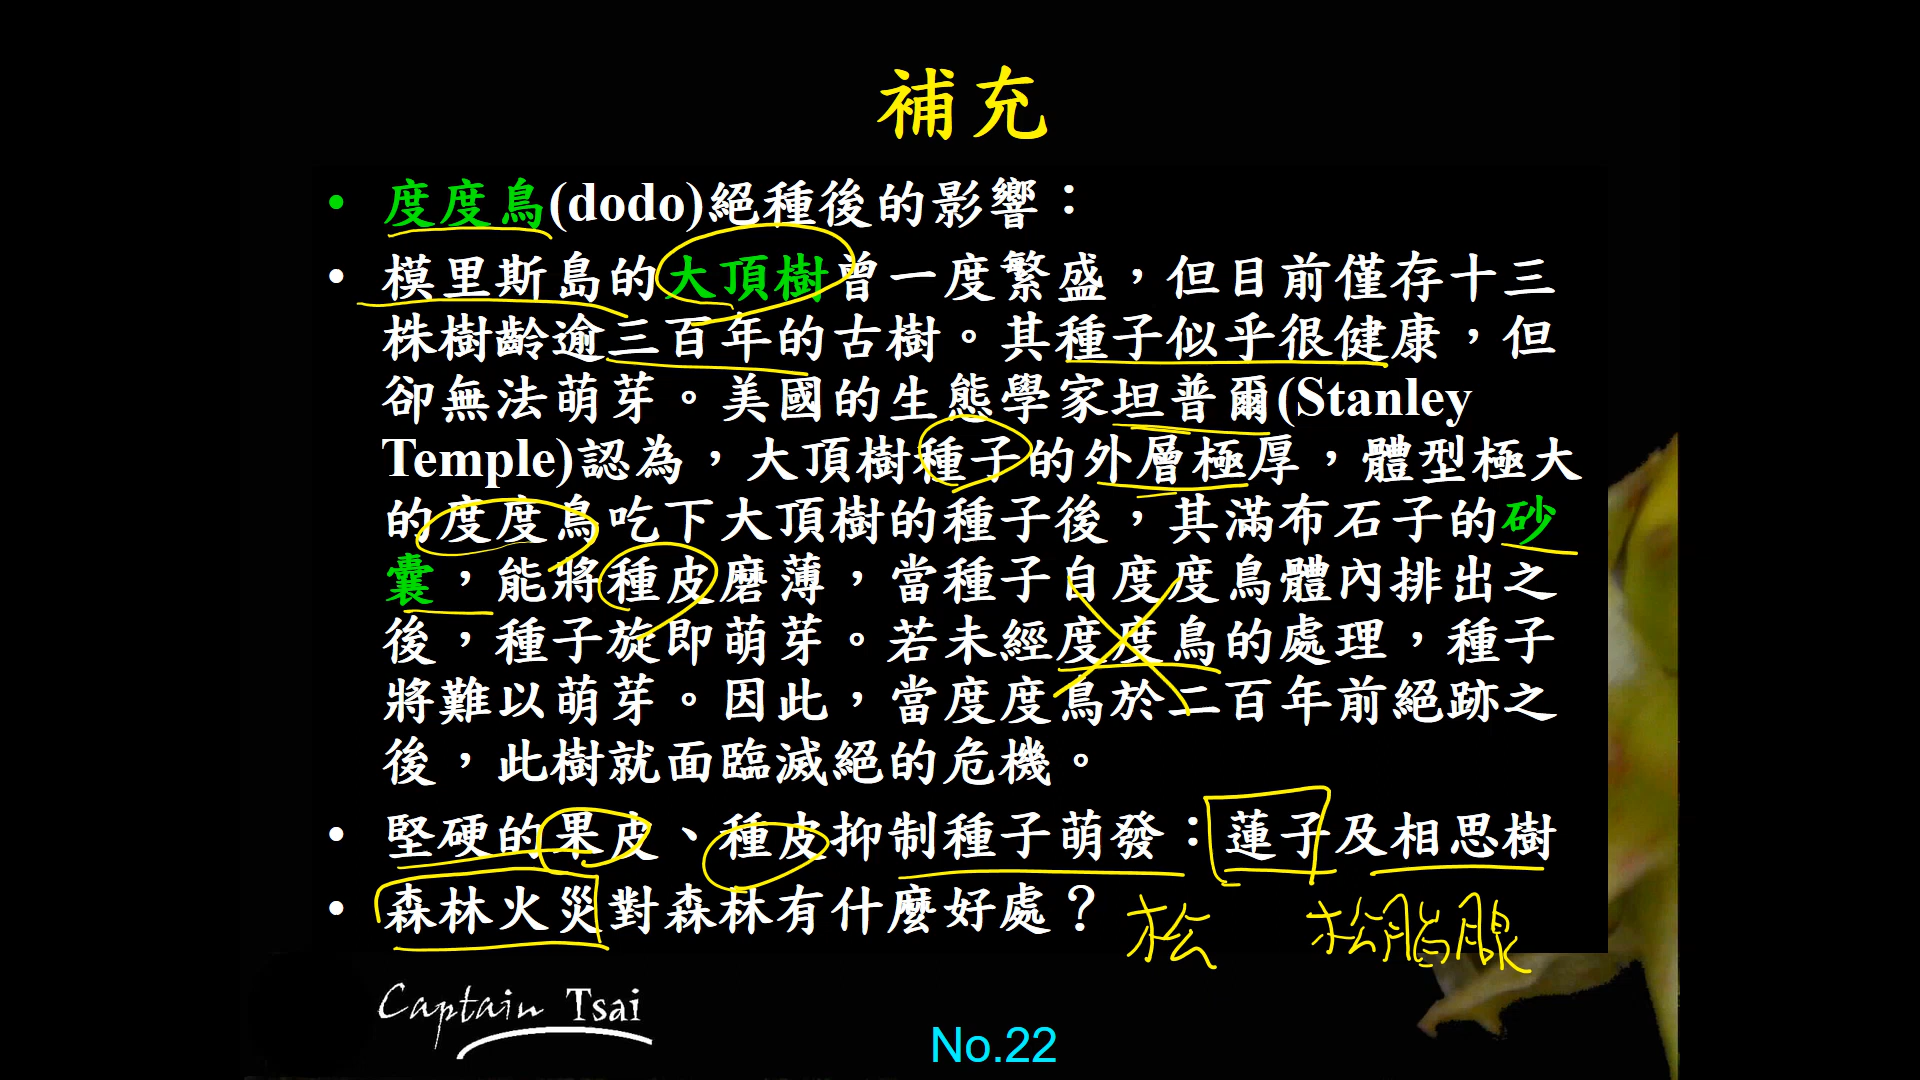 補充
• 度度鳥(dodo)絕種後的影響：
• 模里斯島的大頂樹曾一度繁盛，但目前僅存十三
株樹齡逾三百年的古樹。其種子似乎很健康，但
卻無法萌芽。美國的生態學家坦普爾(Stanley
Temple)認為，大頂樹種子的外層極厚，體型極大
的度度鳥吃下大頂樹的種子後，其滿布石子的砂
囊，能將種皮磨薄，當種子自度度鳥體內排出之
後，種子旋即萌芽。若未經度度鳥的處理，種子
將難以萌芽。因此，當度度鳥於二百年前絕跡之
後，此樹就面臨滅絕的危機。
• 堅硬的果皮、種皮抑制種子萌發：蓮子及相思樹
• 森林火災對森林有什麼好處？
松 松脂腺
Captain Tsai
No.22